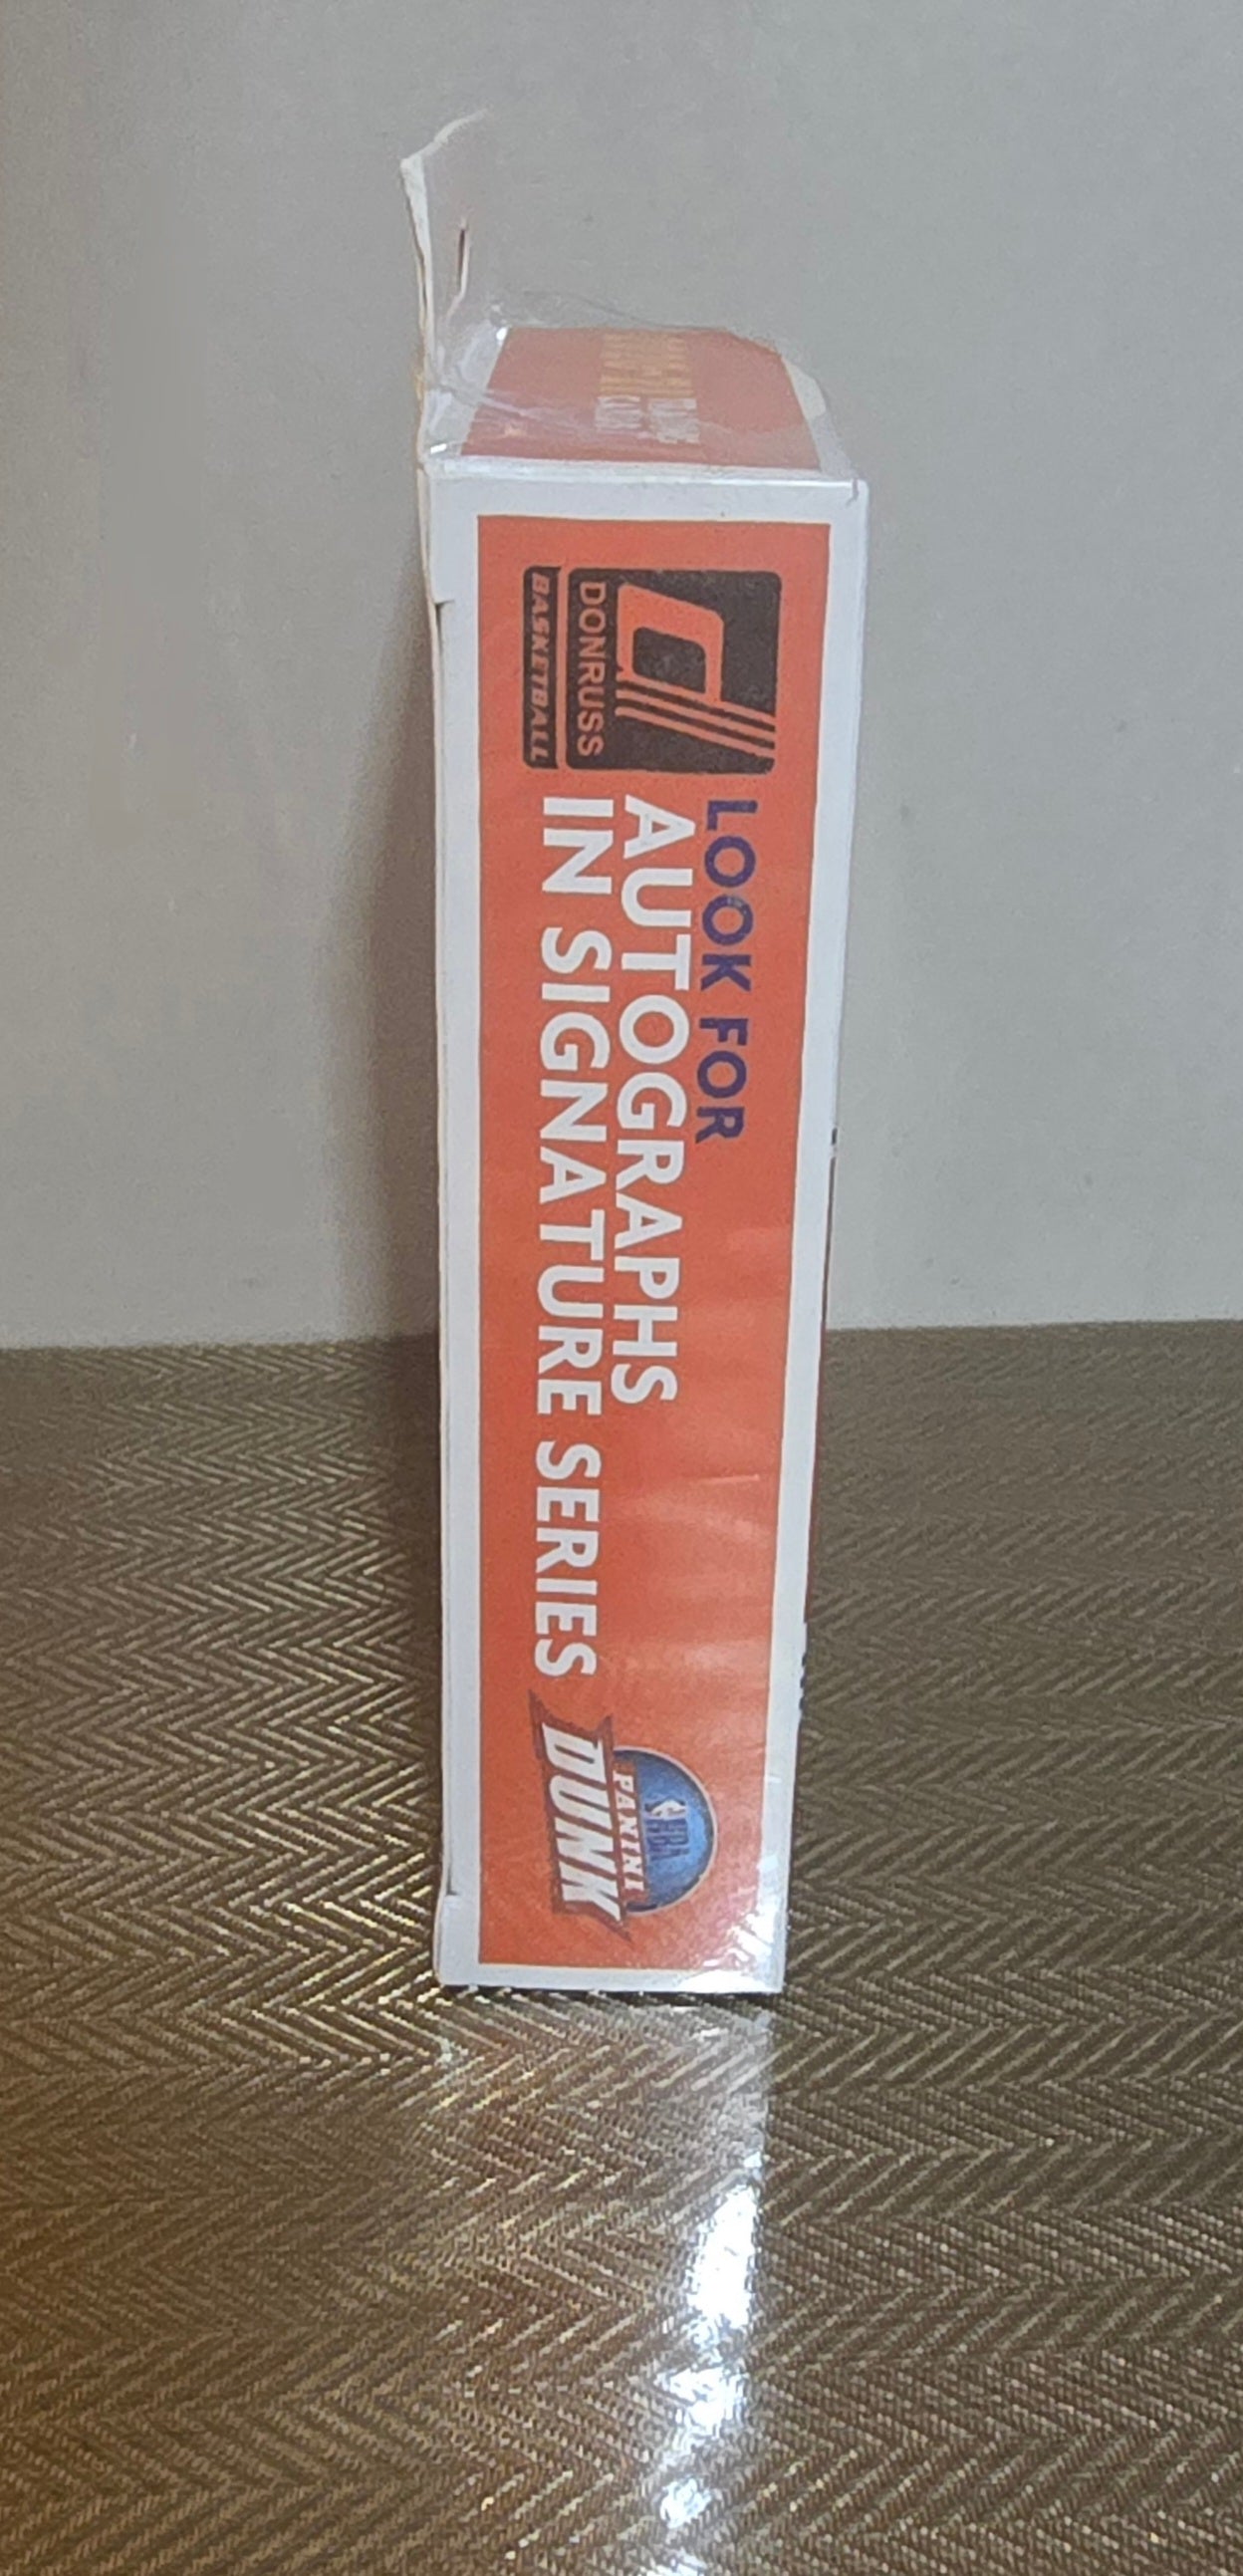 DONRUSS
BASKETBALL
LOOK FOR
AUTOGRAPHS
IN SIGNATURE SERIES
NBA
PANINI
DUNK